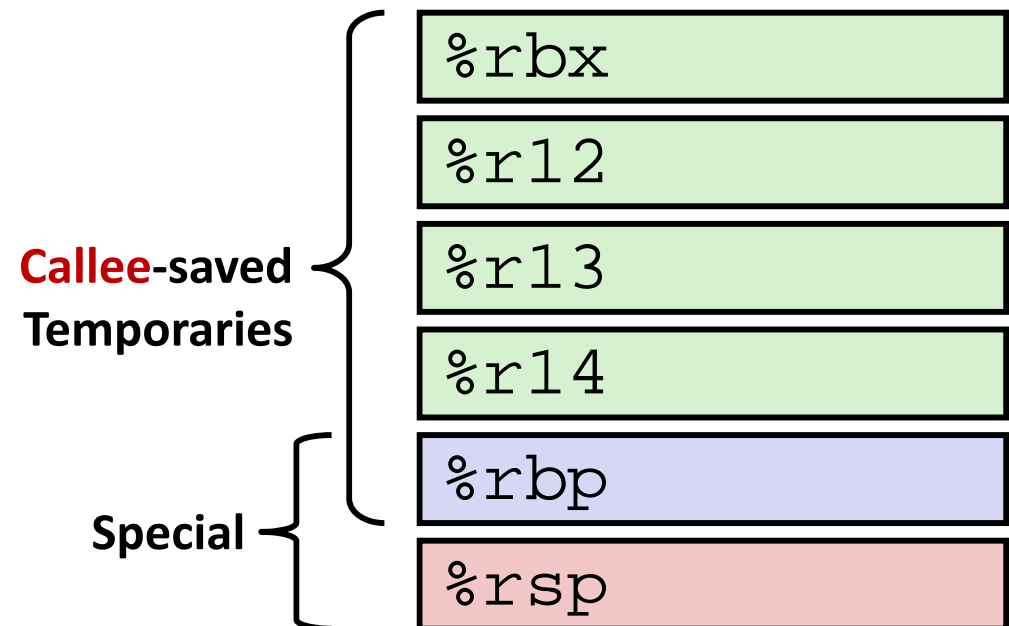 %rbx
%r12
%r13
Callee-saved
Temporaries
%r14
%rbp
Special
%rsp